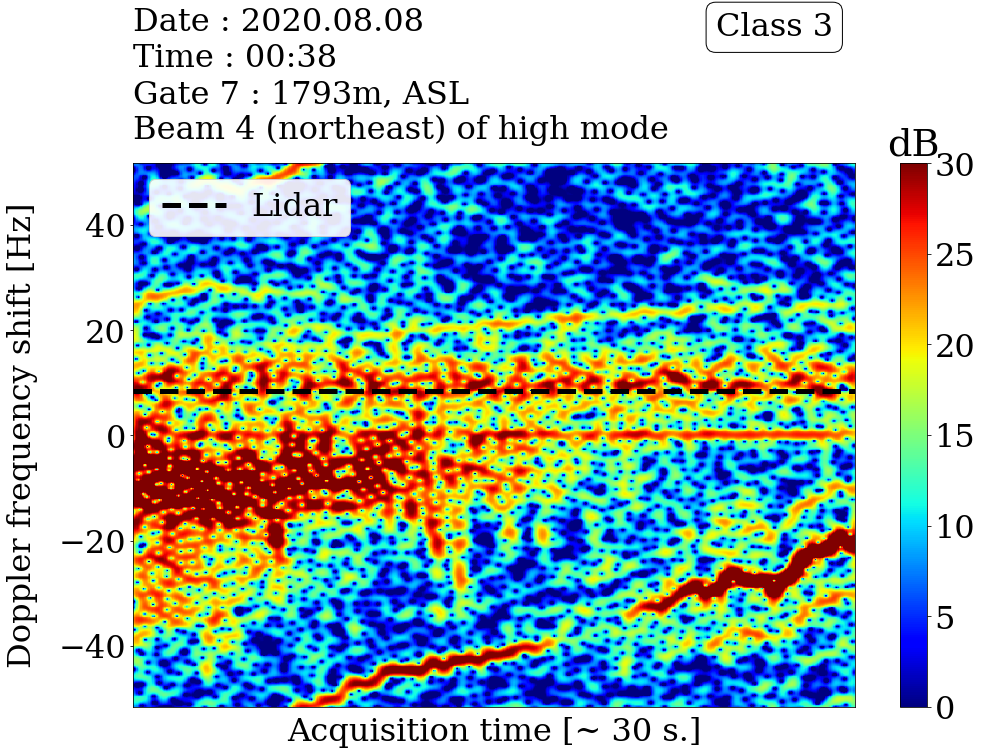 Date : 2020.08.08
Time : 00:38
Gate 7 : 1793m, ASL
Beam 4 (northeast) of high mode
Class 3
dB
Lidar
Doppler frequency shift [Hz]
40
20
0
−20
−40
30
25
20
15
10
5
0
Acquisition time [~ 30 s.]